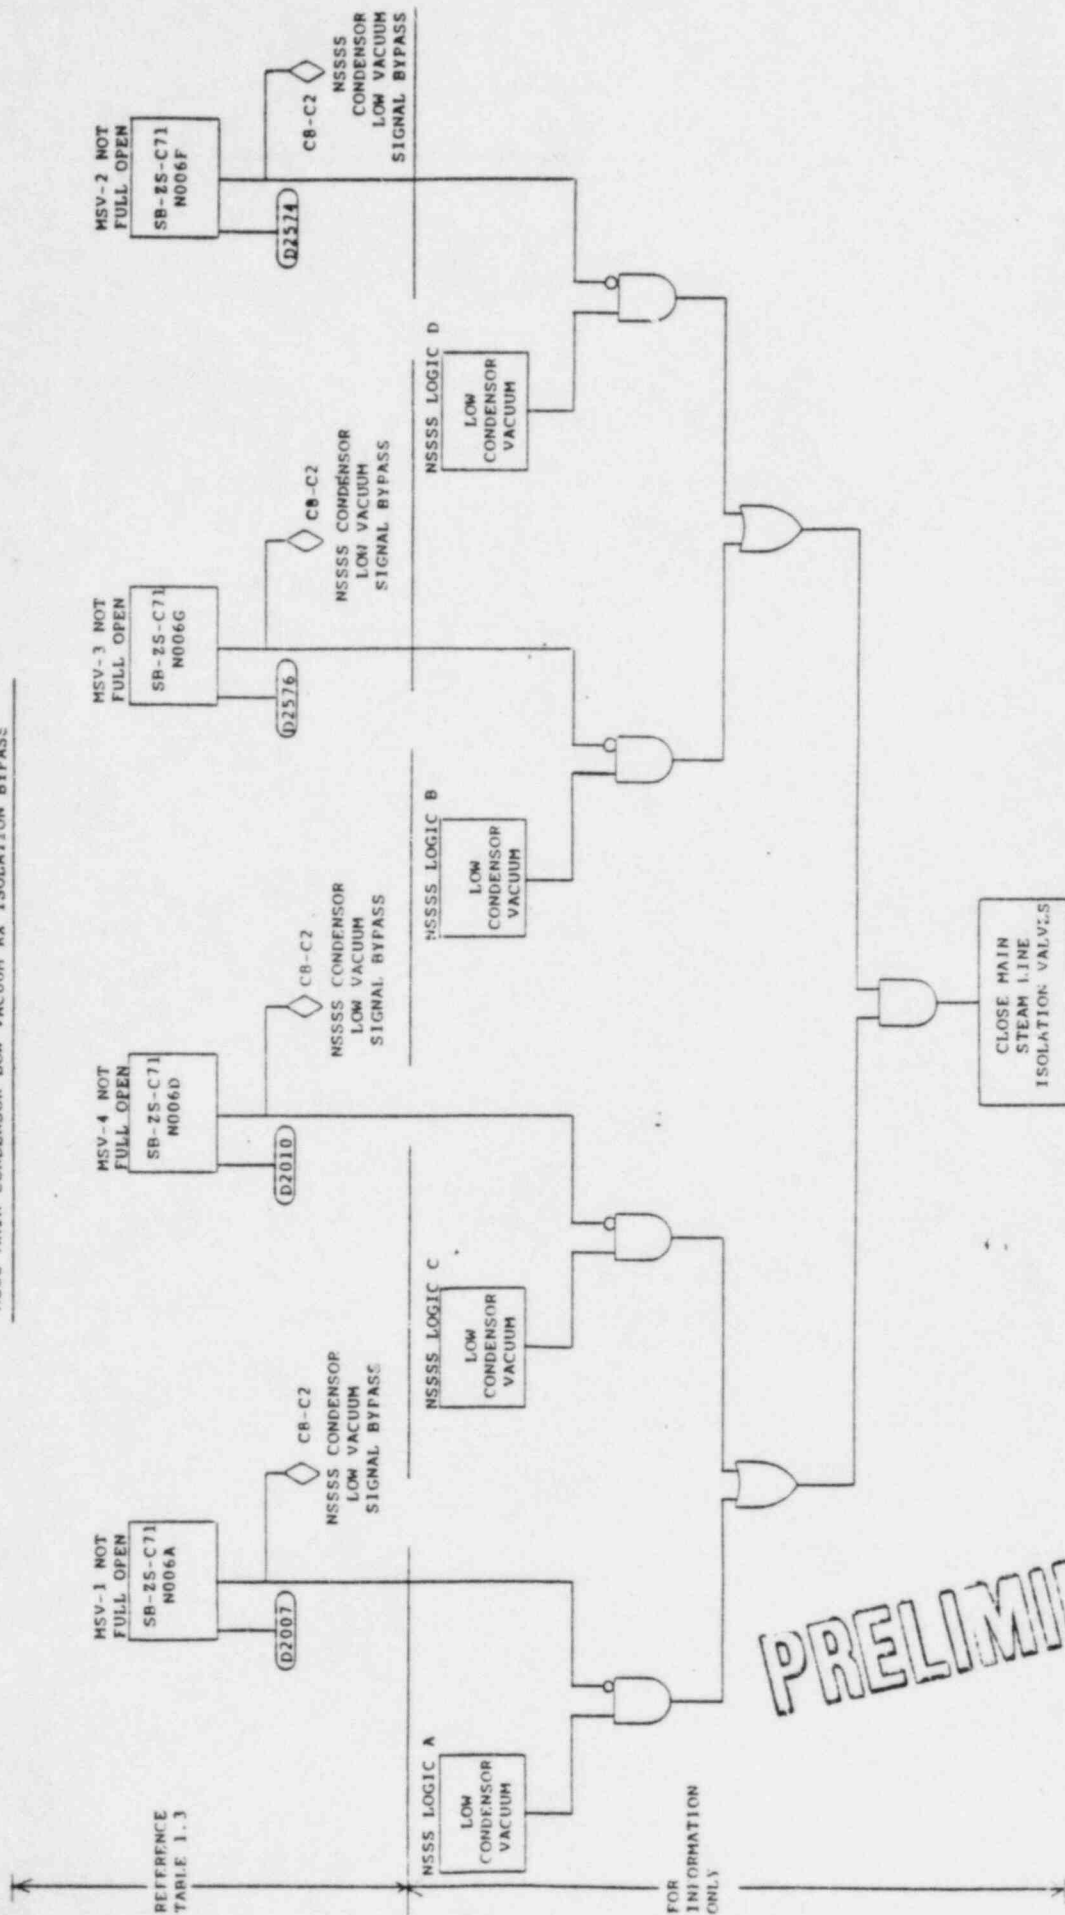 MSV-1 NOT
FULL OPEN
SB-ZS-C71
N006A
D2007
C8-C2
NSSSS CONDENSOR
LOW VACUUM
SIGNAL BYPASS
MSV-4 NOT
FULL OPEN
SB-ZS-C71
N006D
D2010
C8-C2
NSSSS CONDENSOR
LOW VACUUM
SIGNAL BYPASS
MSV-3 NOT
FULL OPEN
SB-ZS-C71
N006G
D2576
C8-C2
NSSSS CONDENSOR
LOW VACUUM
SIGNAL BYPASS
MSV-2 NOT
FULL OPEN
SB-ZS-C71
N006F
D2574
C8-C2
NSSSS
CONDENSOR
LOW VACUUM
SIGNAL BYPASS
REFERENCE
TABLE 1.3
NSSS LOGIC A
LOW
CONDENSOR
VACUUM
NSSSS LOGIC C
LOW
CONDENSOR
VACUUM
NSSSS LOGIC B
LOW
CONDENSOR
VACUUM
NSSSS LOGIC D
LOW
CONDENSOR
VACUUM
FOR
INFORMATION
ONLY
CLOSE MAIN
STEAM LINE
ISOLATION VALVES